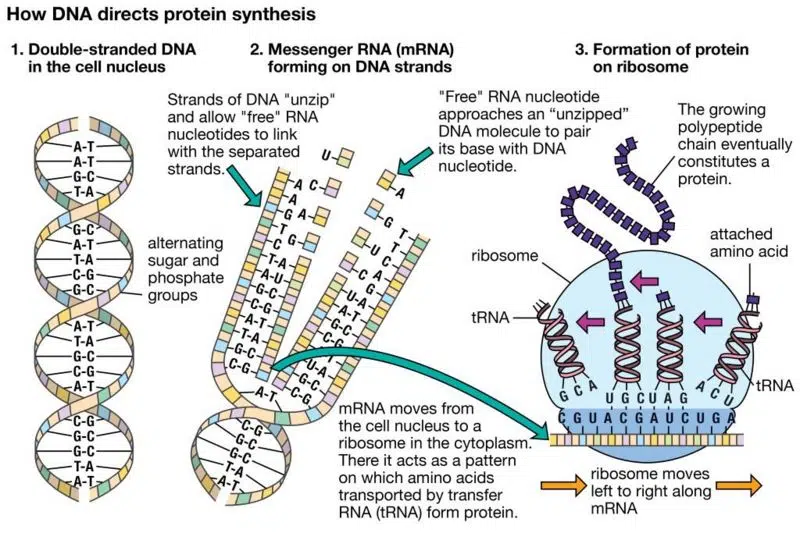 How DNA directs protein synthesis
1. Double-stranded DNA
in the cell nucleus
2. Messenger RNA (mRNA)
forming on DNA strands
3. Formation of protein
on ribosome
Strands of DNA "unzip"
and allow "free" RNA
nucleotides to link
with the separated
strands.
"Free" RNA nucleotide
approaches an “unzipped”
DNA molecule to pair
its base with DNA
nucleotide.
The growing
polypeptide
chain eventually
constitutes a
protein.
A-T
A-T
G-C
T-A
G-C
A-T
T-A
C-G
G-C
A-T
T-A
G-C
C-G
A-T
C-G
G-C
G-C
T-A
A-T
alternating
sugar and
phosphate
groups
U
A C
A
G A
T G
C
T-A
A-U
G-C
C-G
A-T
T-A
G-C
C-G
A
G T
U T
C C
A
G
U-A
A-T
G-C
C-G
U-A
G-C
C-G
A-T
C-G
G-C
G-C
T-A
A-T
ribosome
attached
amino acid
tRNA
tRNA
G C A
U G C U A G
A C U
C G U A C G A U C U G A
mRNA moves from
the cell nucleus to a
ribosome in the cytoplasm.
There it acts as a pattern
on which amino acids
transported by transfer
RNA (tRNA) form protein.
ribosome moves
left to right along
mRNA